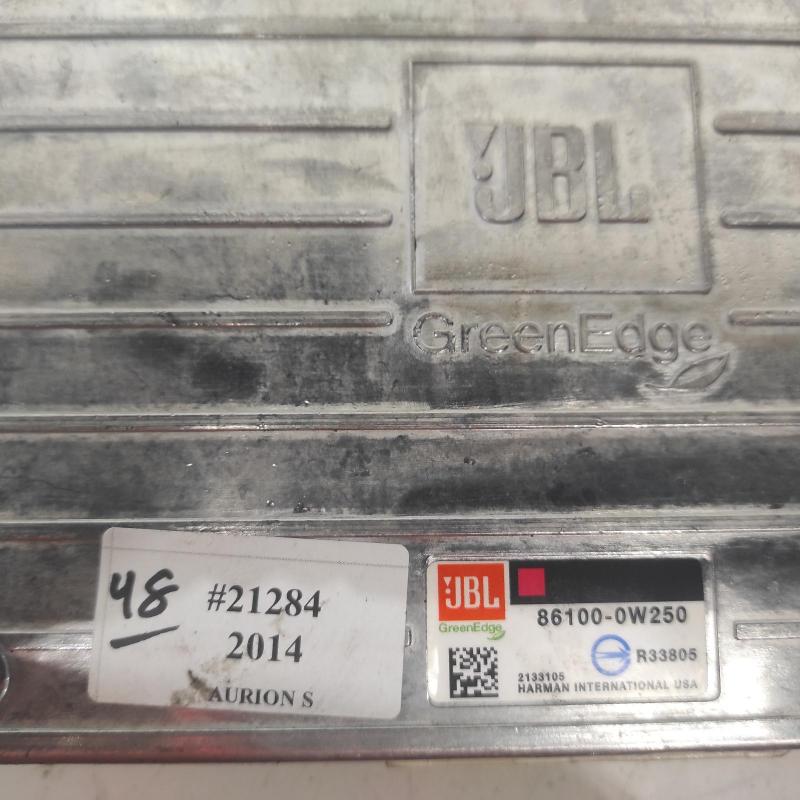 JBL
GreenEdge
48
#21284
2014
AURION S
JBL
GreenEdge
86100-0W250
R33805
2133105
HARMAN INTERNATIONAL USA